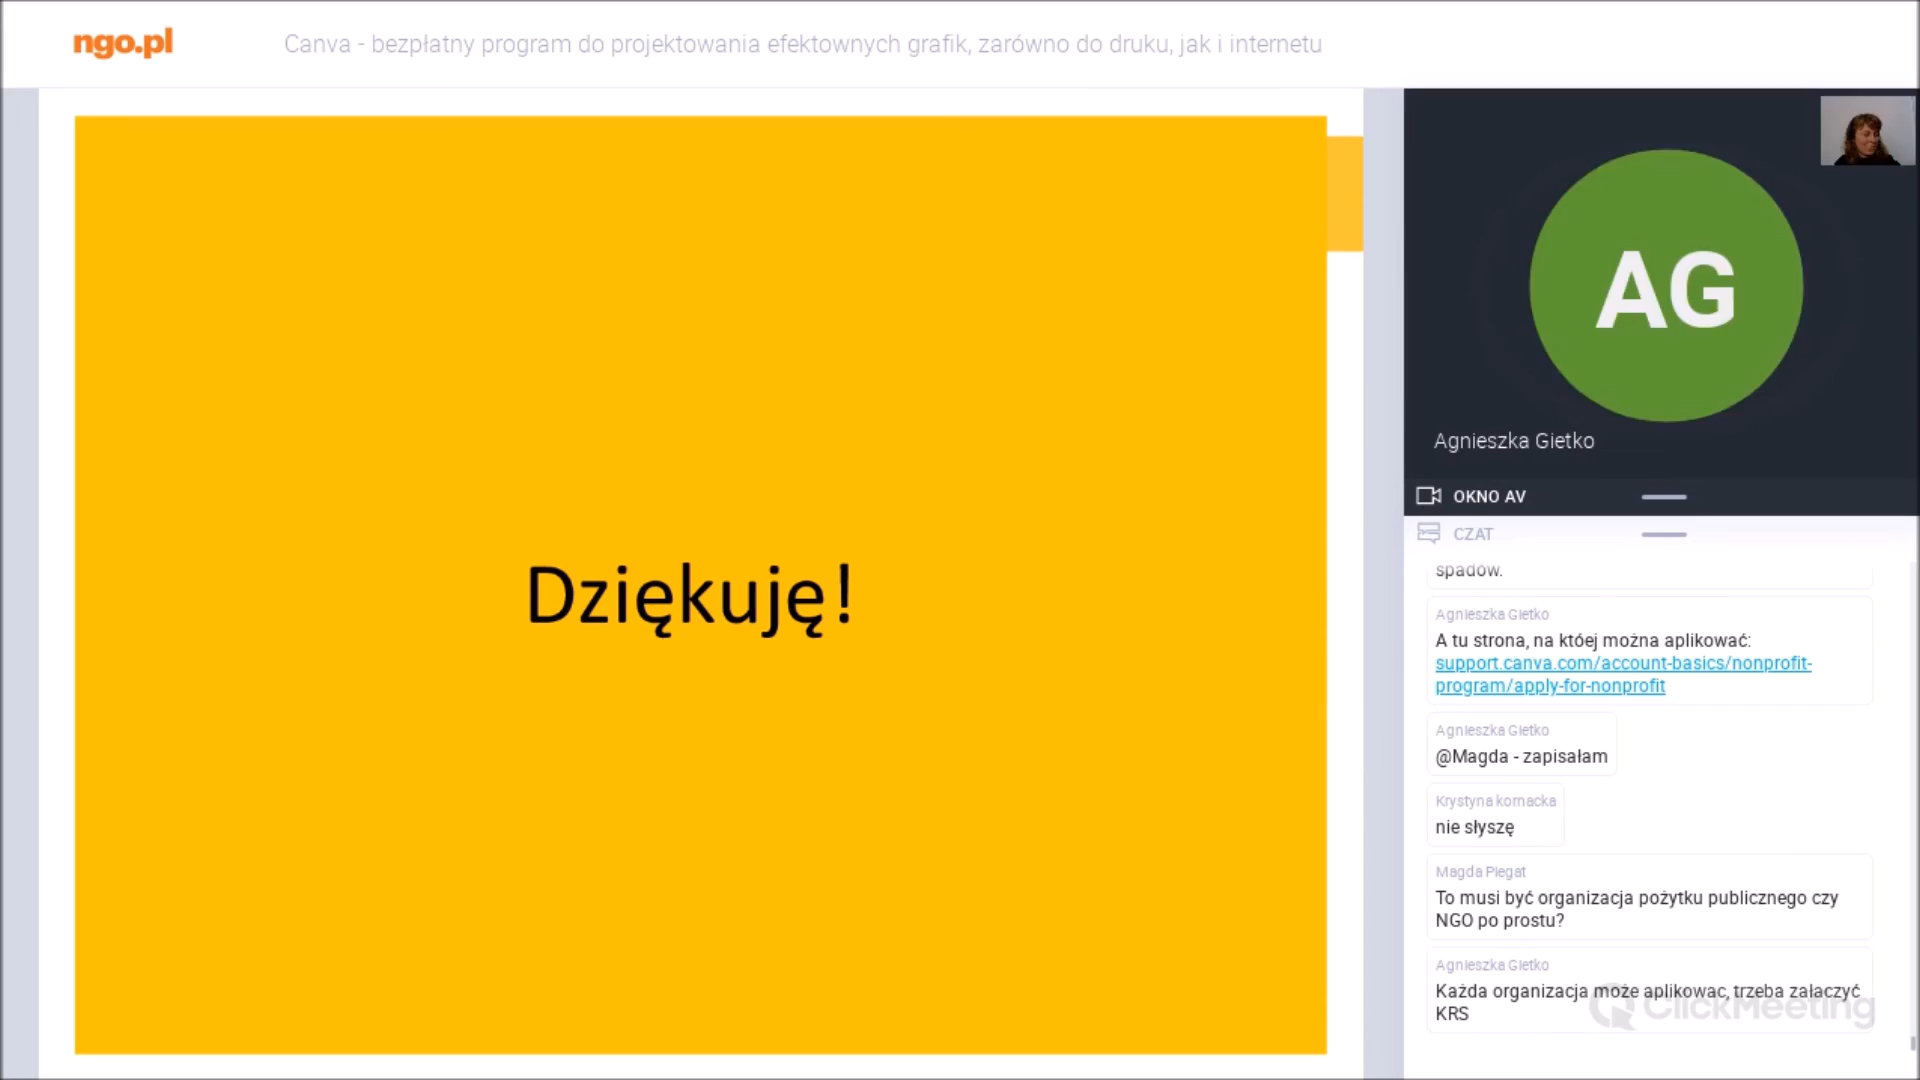 ngo.pl
Canva - bezpłatny program do projektowania efektownych grafik, zarówno do druku, jak i internetu
Dziękuję!
AG
Agnieszka Gietko
OKNO AV
CZAT
spadów.
Agnieszka Gietko
A tu strona, na któej można aplikować:
support.canva.com/account-basics/nonprofit-
program/apply-for-nonprofit
Agnieszka Gietko
@Magda - zapisałam
Krystyna kornacka
nie słyszę
Magda Piegat
To musi być organizacja pożytku publicznego czy
NGO po prostu?
Agnieszka Gietko
Każda organizacja może aplikowac, trzeba załaczyć
KRS
ClickMeeting